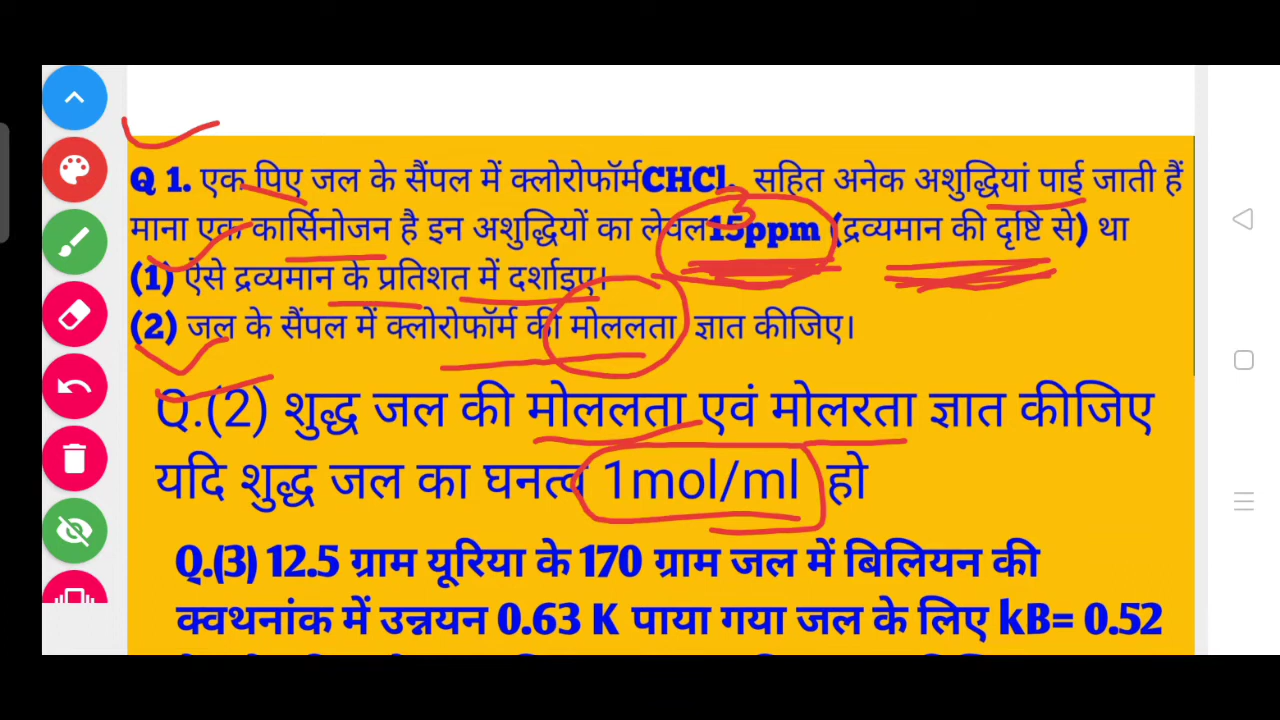 Q 1. एक पिए जल के सैंपल में क्लोरोफॉर्मCHCl3 सहित अनेक अशुद्धियां पाई जाती हैं
माना एक कार्सिनोजन है इन अशुद्धियों का लेवल15ppm (द्रव्यमान की दृष्टि से) था
(1) ऐसे द्रव्यमान के प्रतिशत में दर्शाइए।
(2) जल के सैंपल में क्लोरोफॉर्म की मोललता ज्ञात कीजिए।
Q.(2) शुद्ध जल की मोललता एवं मोलरता ज्ञात कीजिए
यदि शुद्ध जल का घनत्व 1mol/ml हो
Q.(3) 12.5 ग्राम यूरिया के 170 ग्राम जल में बिलियन की
क्वथनांक में उन्नयन 0.63 K पाया गया जल के लिए kB= 0.52